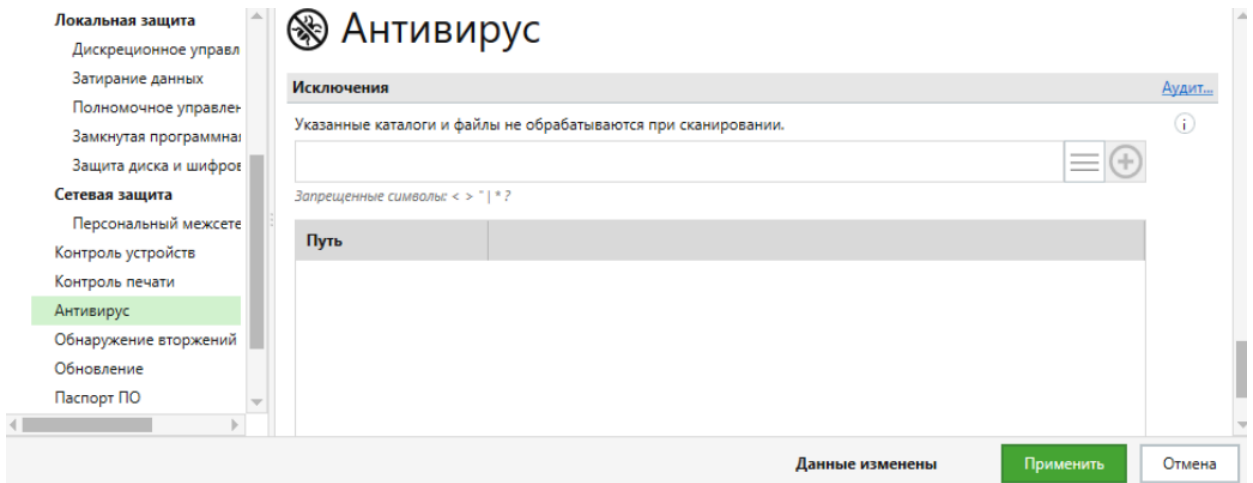 Локальная защита
Дискреционное управл
Затирание данных
Полномочное управлен
Замкнутая программная
Защита диска и шифров
Сетевая защита
Персональный межсете
Контроль устройств
Контроль печати
Антивирус
Обнаружение вторжений
Обновление
Паспорт ПО
Антивирус
Исключения
Аудит...
Указанные каталоги и файлы не обрабатываются при сканировании.
Запрещенные символы: < > " | * ?
Путь
Данные изменены
Применить
Отмена